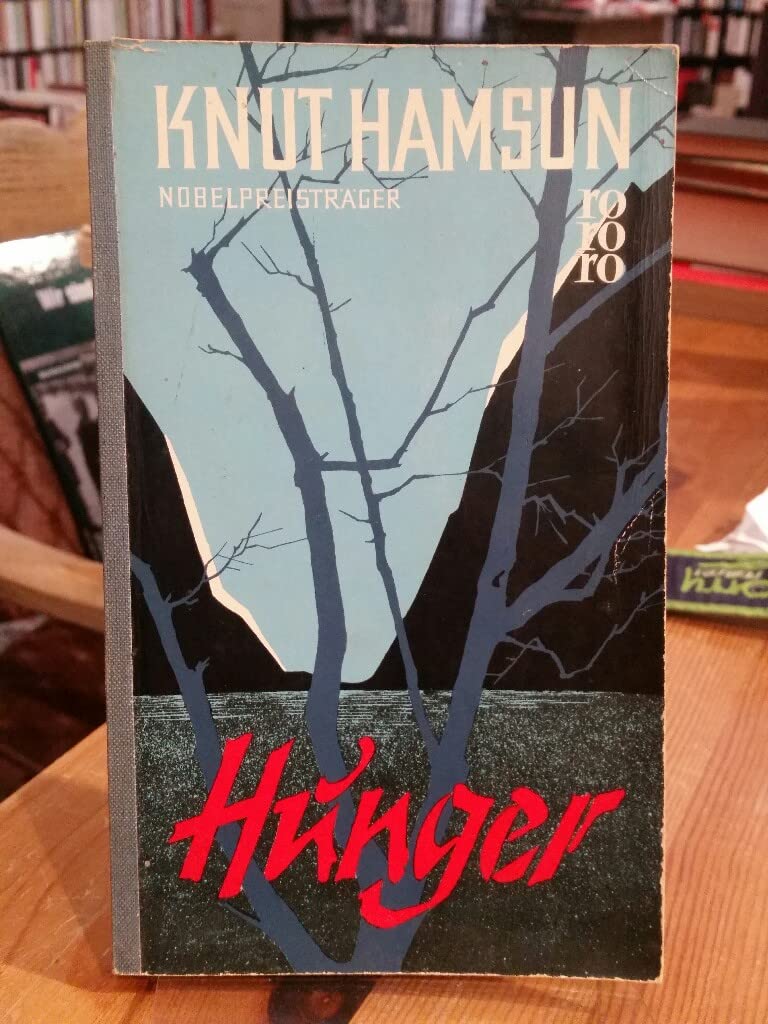 KNUT HAMSUN
NOBELPREISTRÄGER
ro
ro
ro
Hunger